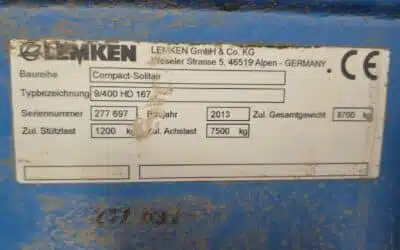 LEMKEN LEMKEN GmbH & Co. KG
Weseler Strasse 5, 46519 Alpen - GERMANY CE
Baureihe Compact-Solitair
Typbezeichnung 9/400 HD 167
Seriennummer 277 697 Baujahr 2013 Zul. Gesamtgewicht 8700 kg
Zul. Stützlast 1200 kg Zul. Achslast 7500 kg